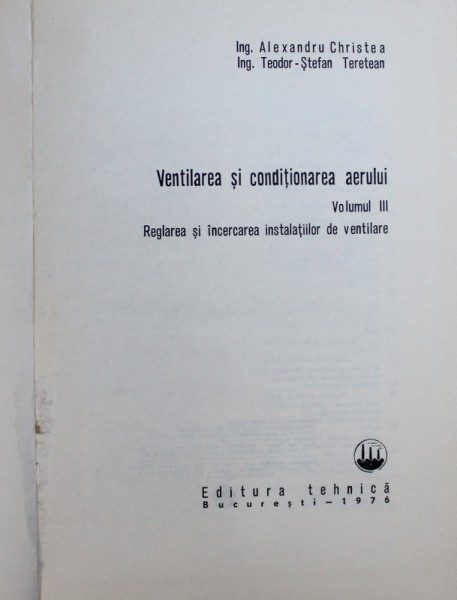 Ing. Alexandru Christea
Ing. Teodor-Ștefan Teretean
Ventilarea și condiționarea aerului
Volumul III
Reglarea și încercarea instalațiilor de ventilare
Editura tehnică
București — 1976